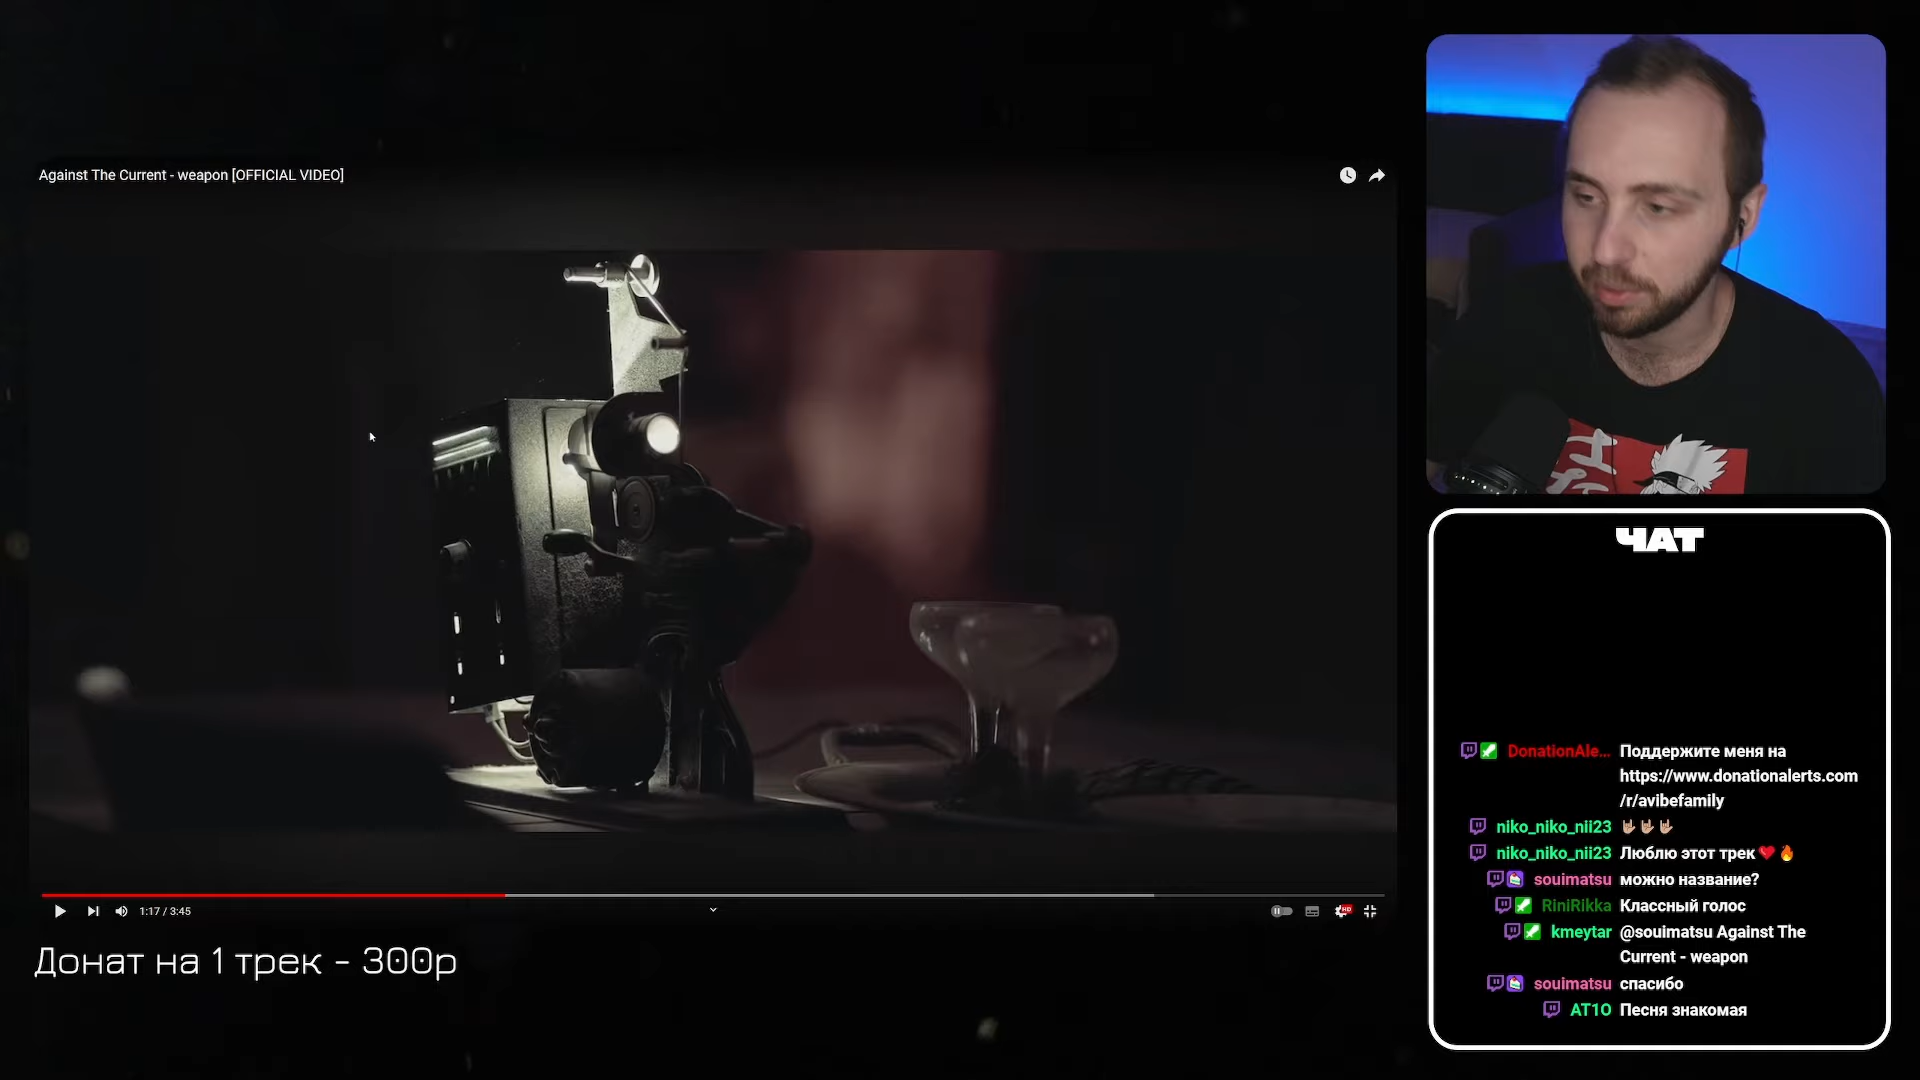 Against The Current - weapon [OFFICIAL VIDEO]
1:17 / 3:45
HD
Донат на 1 трек - 300р
ЧАТ
DonationAle... Поддержите меня на
https://www.donationalerts.com
/r/avibefamily
niko_niko_nii23 🤟🏼🤟🏼🤟🏼
niko_niko_nii23 Люблю этот трек❤️🔥
souimatsu можно название?
RiniRikka Классный голос
kmeytar @souimatsu Against The
Current - weapon
souimatsu спасибо
AT1O Песня знакомая